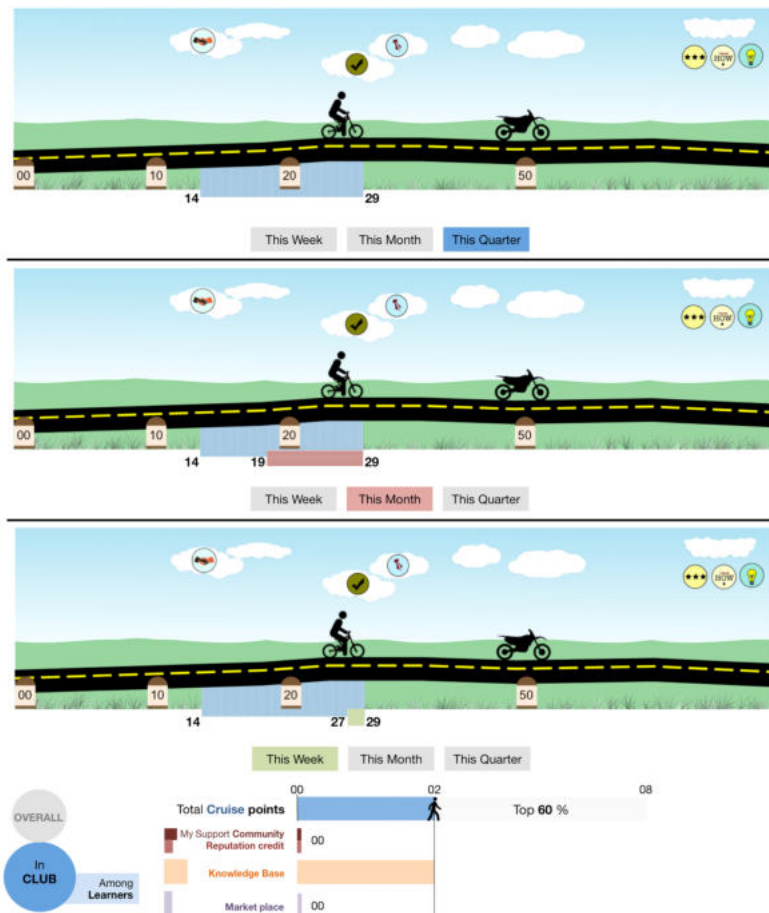 HOW
00
10
20
50
14
29
This Week
This Month
This Quarter
HOW
00
10
20
50
14
19
29
This Week
This Month
This Quarter
HOW
00
10
20
50
14
27
29
This Week
This Month
This Quarter
00
02
08
OVERALL
Total Cruise points
Top 60 %
My Support Community
Reputation credit
00
In
CLUB
Knowledge Base
Among
Learners
Market place
00